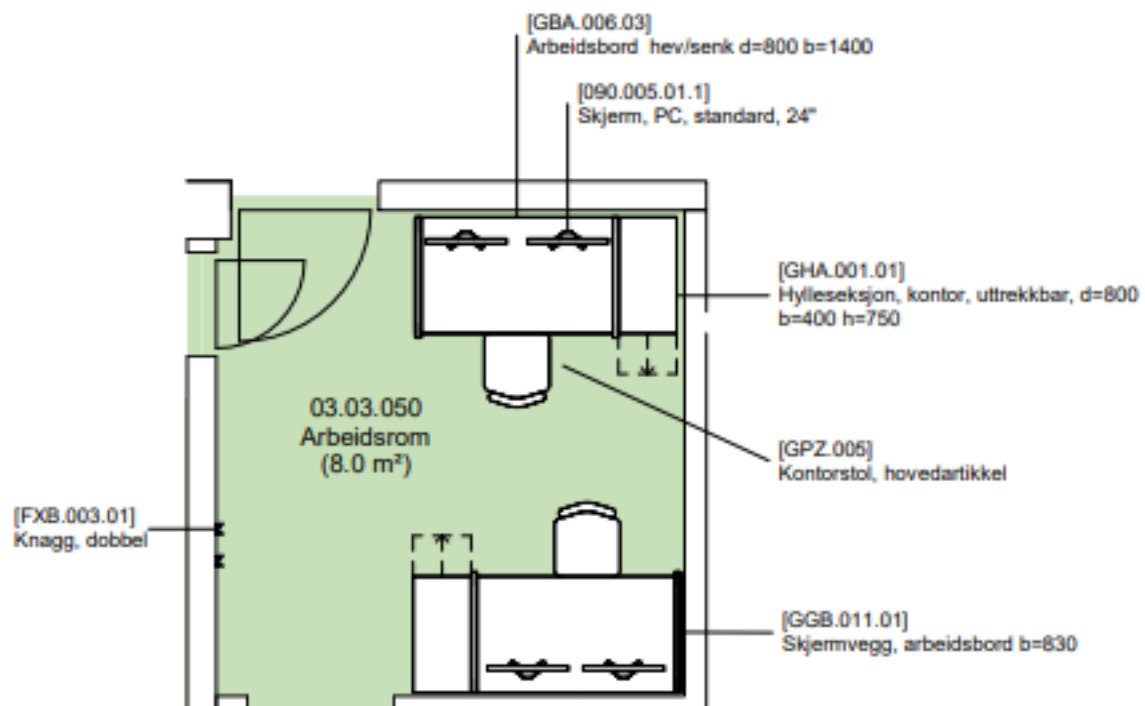 [GBA.006.03]
Arbeidsbord hev/senk d=800 b=1400
[090.005.01.1]
Skjerm, PC, standard, 24"
[GHA.001.01]
Hylleseksjon, kontor, uttrekkbar, d=800
b=400 h=750
03.03.050
Arbeidsrom
(8.0 m²)
[GPZ.005]
Kontorstol, hovedartikkel
[FXB.003.01]
Knagg, dobbel
[GGB.011.01]
Skjermvegg, arbeidsbord b=830